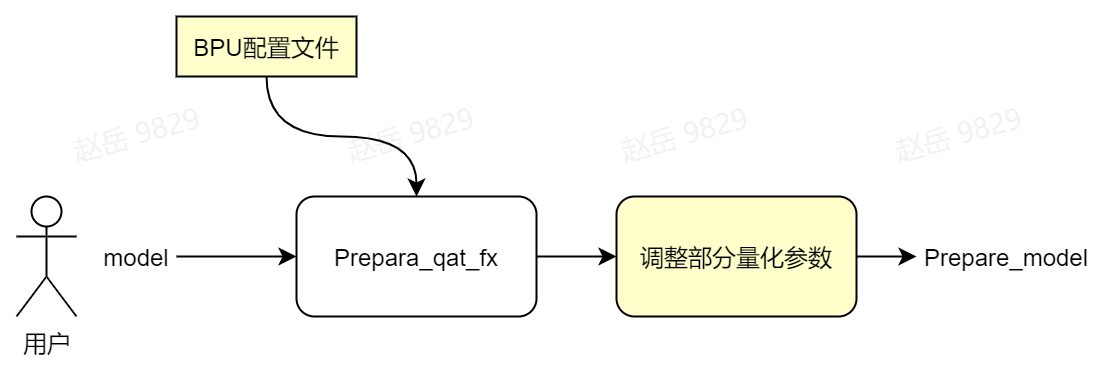 BPU配置文件
赵岳 9829
赵岳 9829
赵岳 9829
赵岳 9829
model
Prepara_qat_fx
调整部分量化参数
Prepare_model
用户